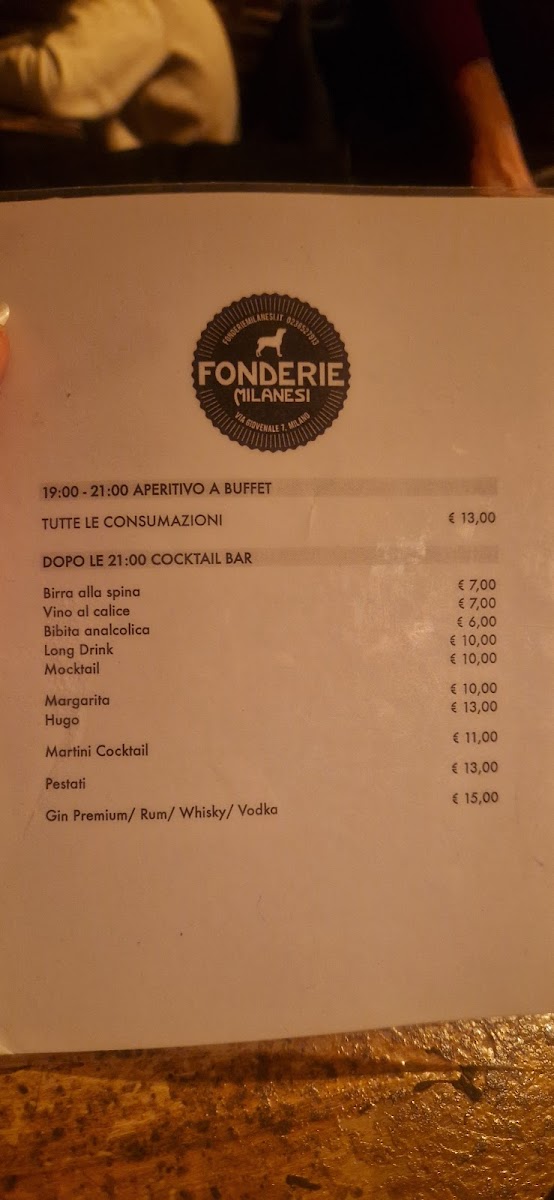 FONDERIEMILANESI.IT 0236527913
FONDERIE
MILANESI
VIA GIOVENALE 7, MILANO
19:00 - 21:00 APERITIVO A BUFFET
TUTTE LE CONSUMAZIONI € 13,00
DOPO LE 21:00 COCKTAIL BAR
Birra alla spina € 7,00
Vino al calice € 7,00
Bibita analcolica € 6,00
Long Drink € 10,00
Mocktail € 10,00
Margarita € 10,00
Hugo € 13,00
Martini Cocktail € 11,00
Pestati € 13,00
Gin Premium/ Rum/ Whisky/ Vodka € 15,00